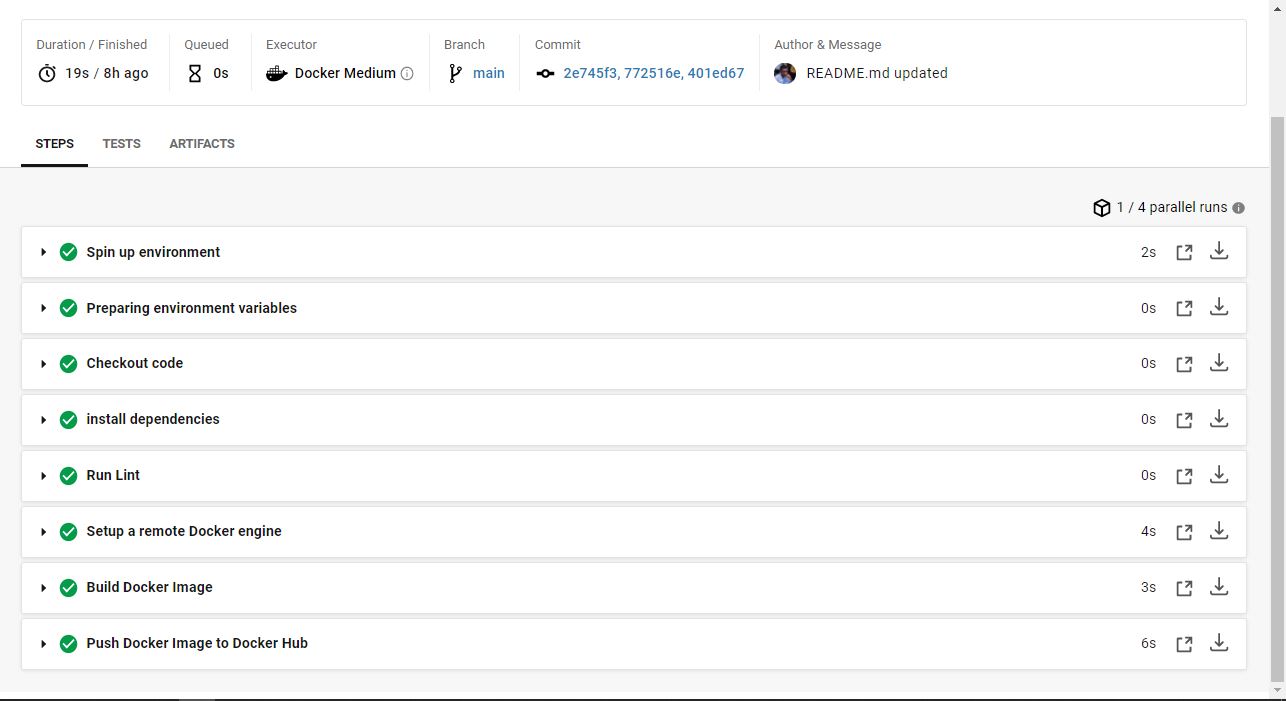 Duration / Finished Queued Executor Branch Commit Author & Message
19s / 8h ago 0s Docker Medium main 2e745f3, 772516e, 401ed67 README.md updated
STEPS TESTS ARTIFACTS
1 / 4 parallel runs
Spin up environment 2s
Preparing environment variables 0s
Checkout code 0s
install dependencies 0s
Run Lint 0s
Setup a remote Docker engine 4s
Build Docker Image 3s
Push Docker Image to Docker Hub 6s